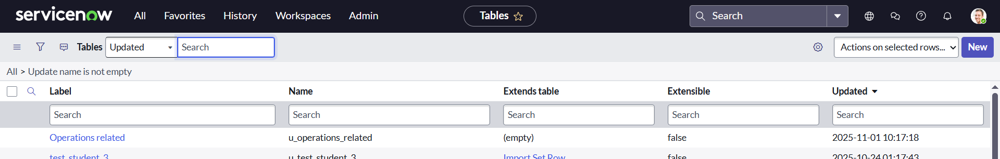 servicenow All Favorites History Workspaces Admin Tables Search
Tables Updated Search Actions on selected rows... New
All > Update name is not empty
Label Name Extends table Extensible Updated
Search Search Search Search Search
Operations related u_operations_related (empty) false 2025-11-01 10:17:18
test_student_3 u_test_student_3 Import Set Row false 2025-10-24 01:17:43